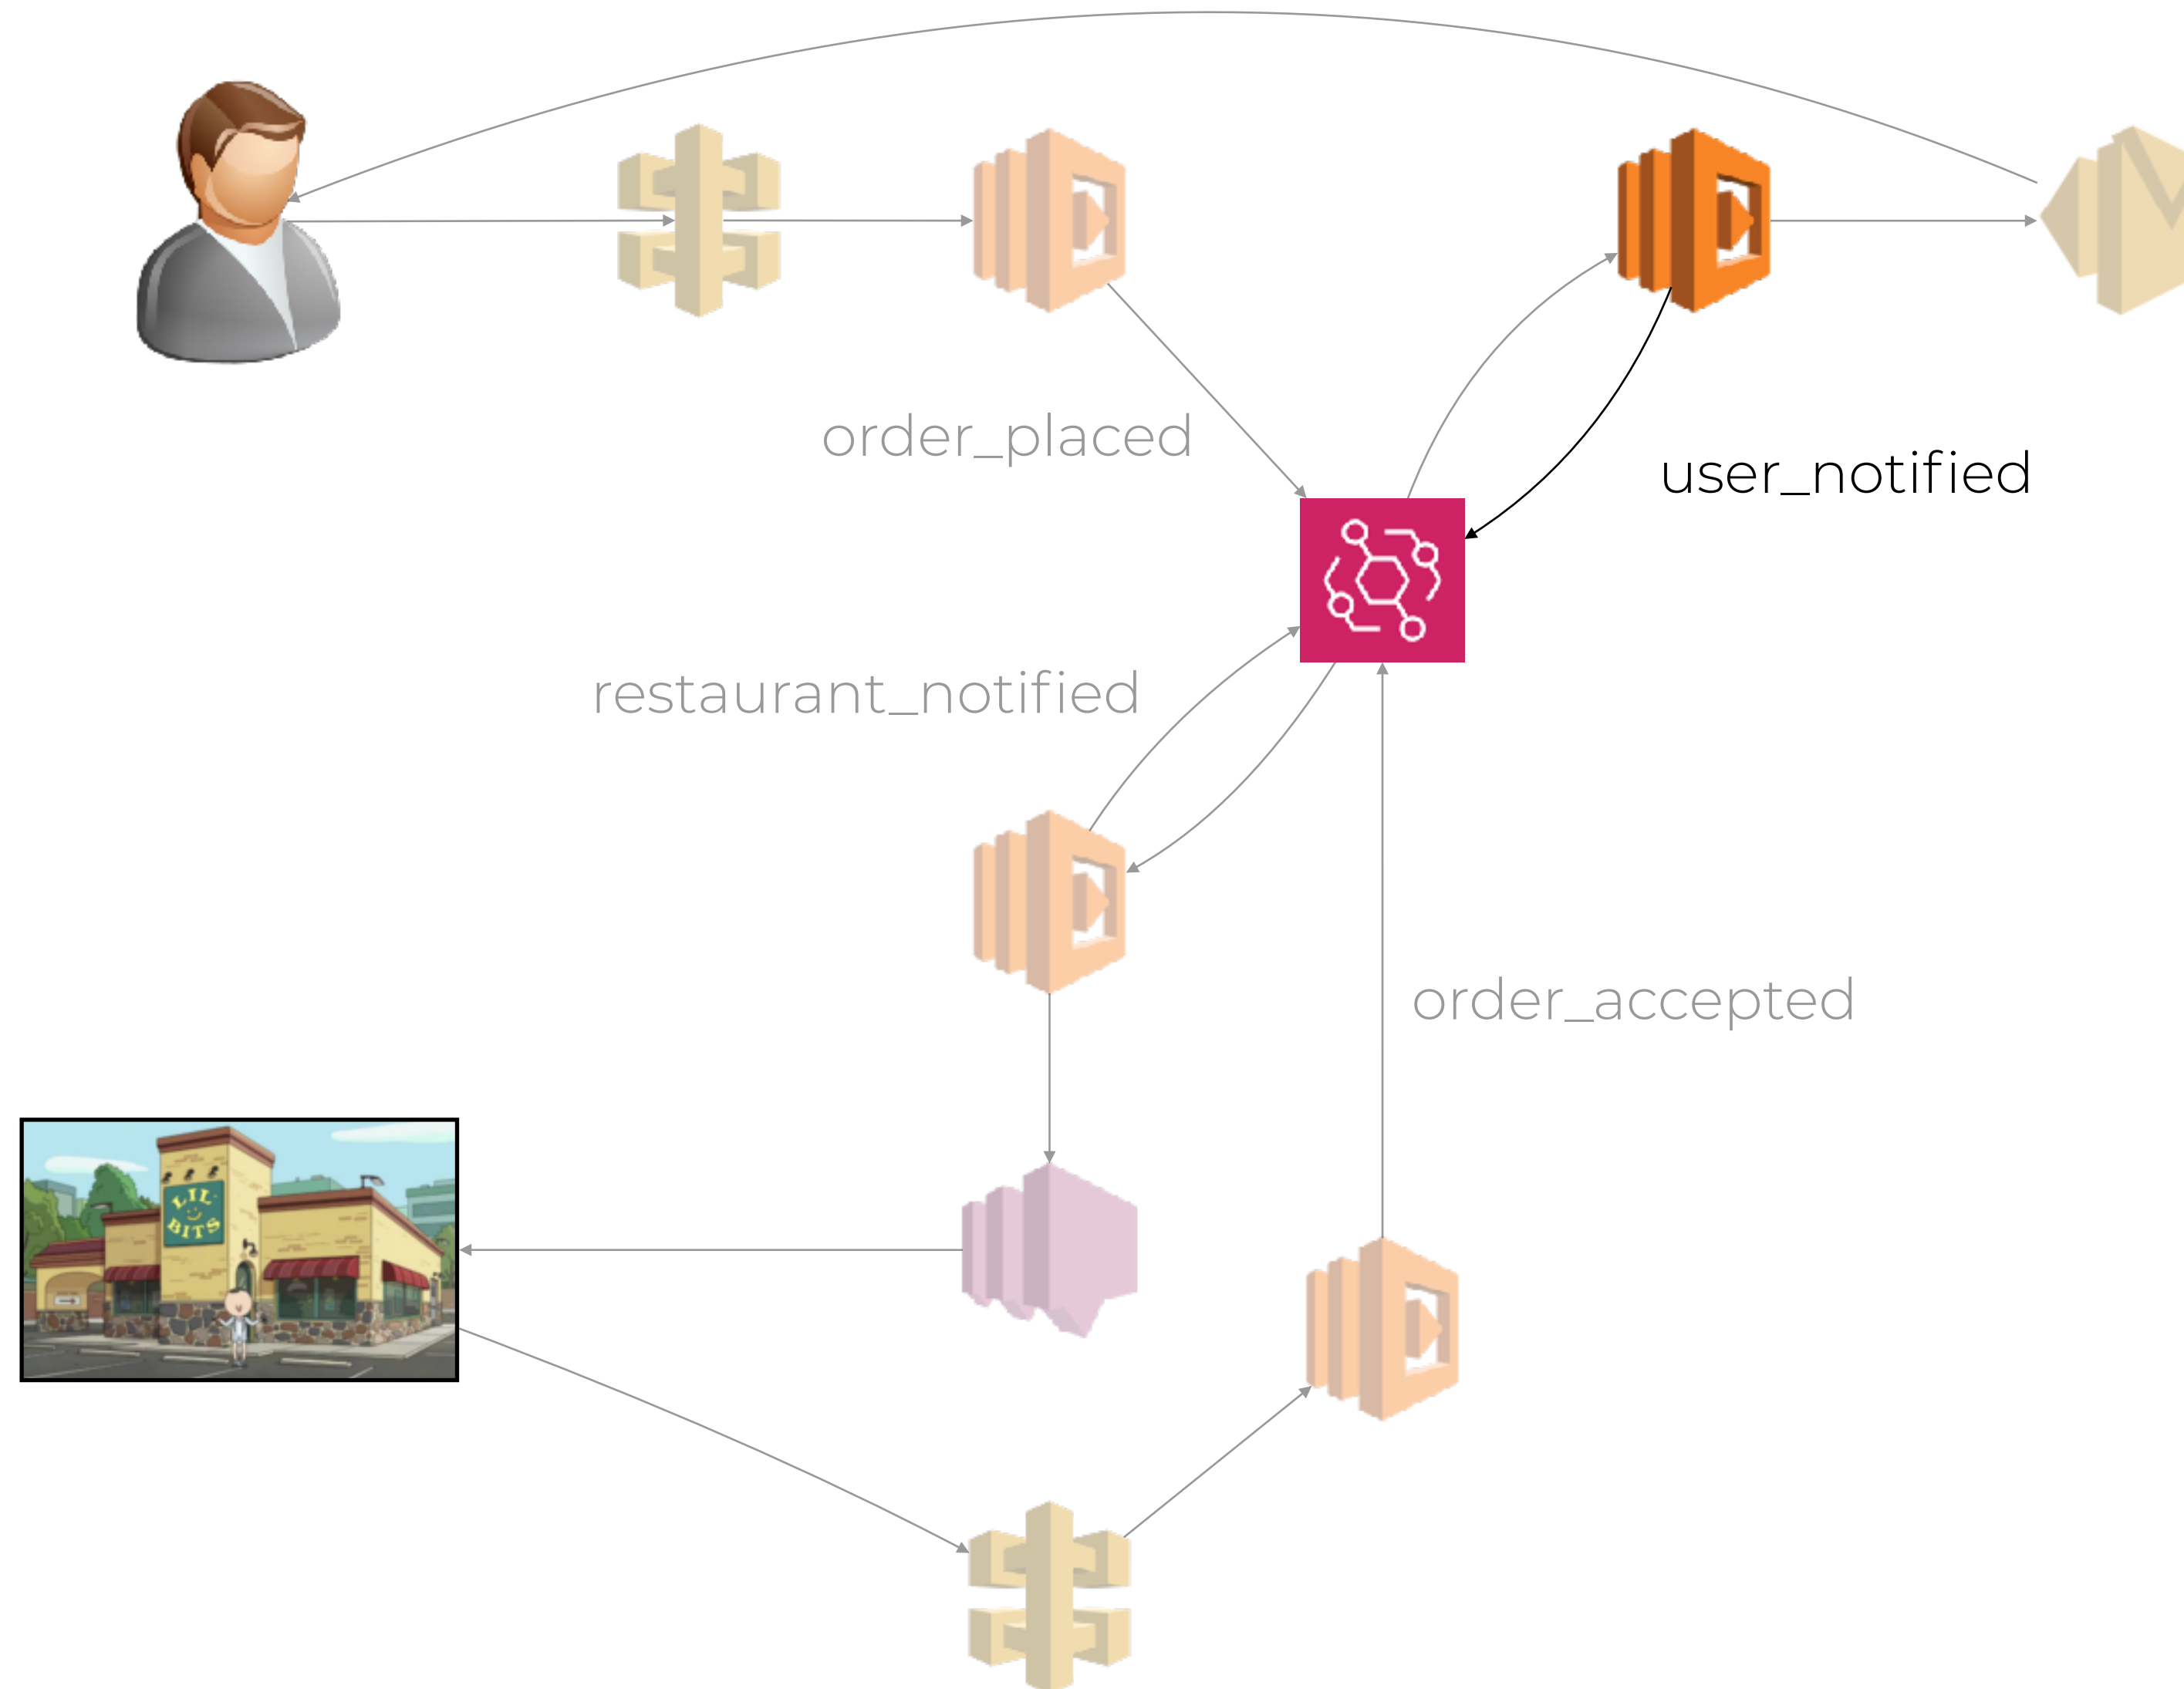 order_placed
user_notified
restaurant_notified
order_accepted
LIL'
BITS